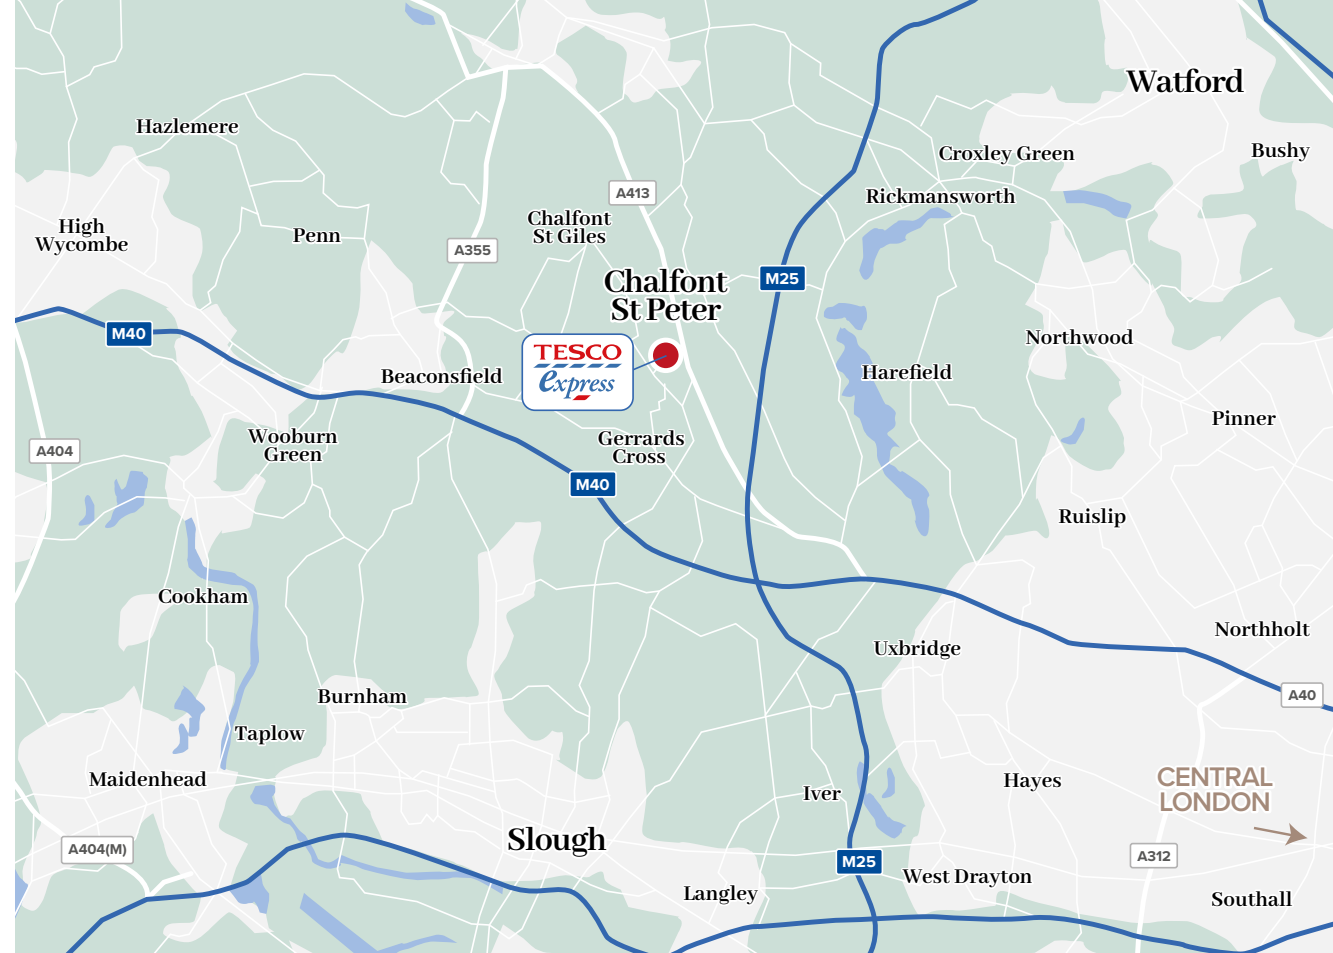 Watford
Hazlemere
Croxley Green
Bushy
A413
Rickmansworth
High
Wycombe
Chalfont
St Giles
Penn
A355
Chalfont
St Peter
M25
M40
Northwood
TESCO
express
Beaconsfield
Harefield
Pinner
Wooburn
Green
Gerrards
Cross
A404
M40
Ruislip
Cookham
Northholt
Uxbridge
Burnham
A40
Taplow
Maidenhead
Iver
Hayes
CENTRAL
LONDON
Slough
A404(M)
M25
A312
West Drayton
Langley
Southall